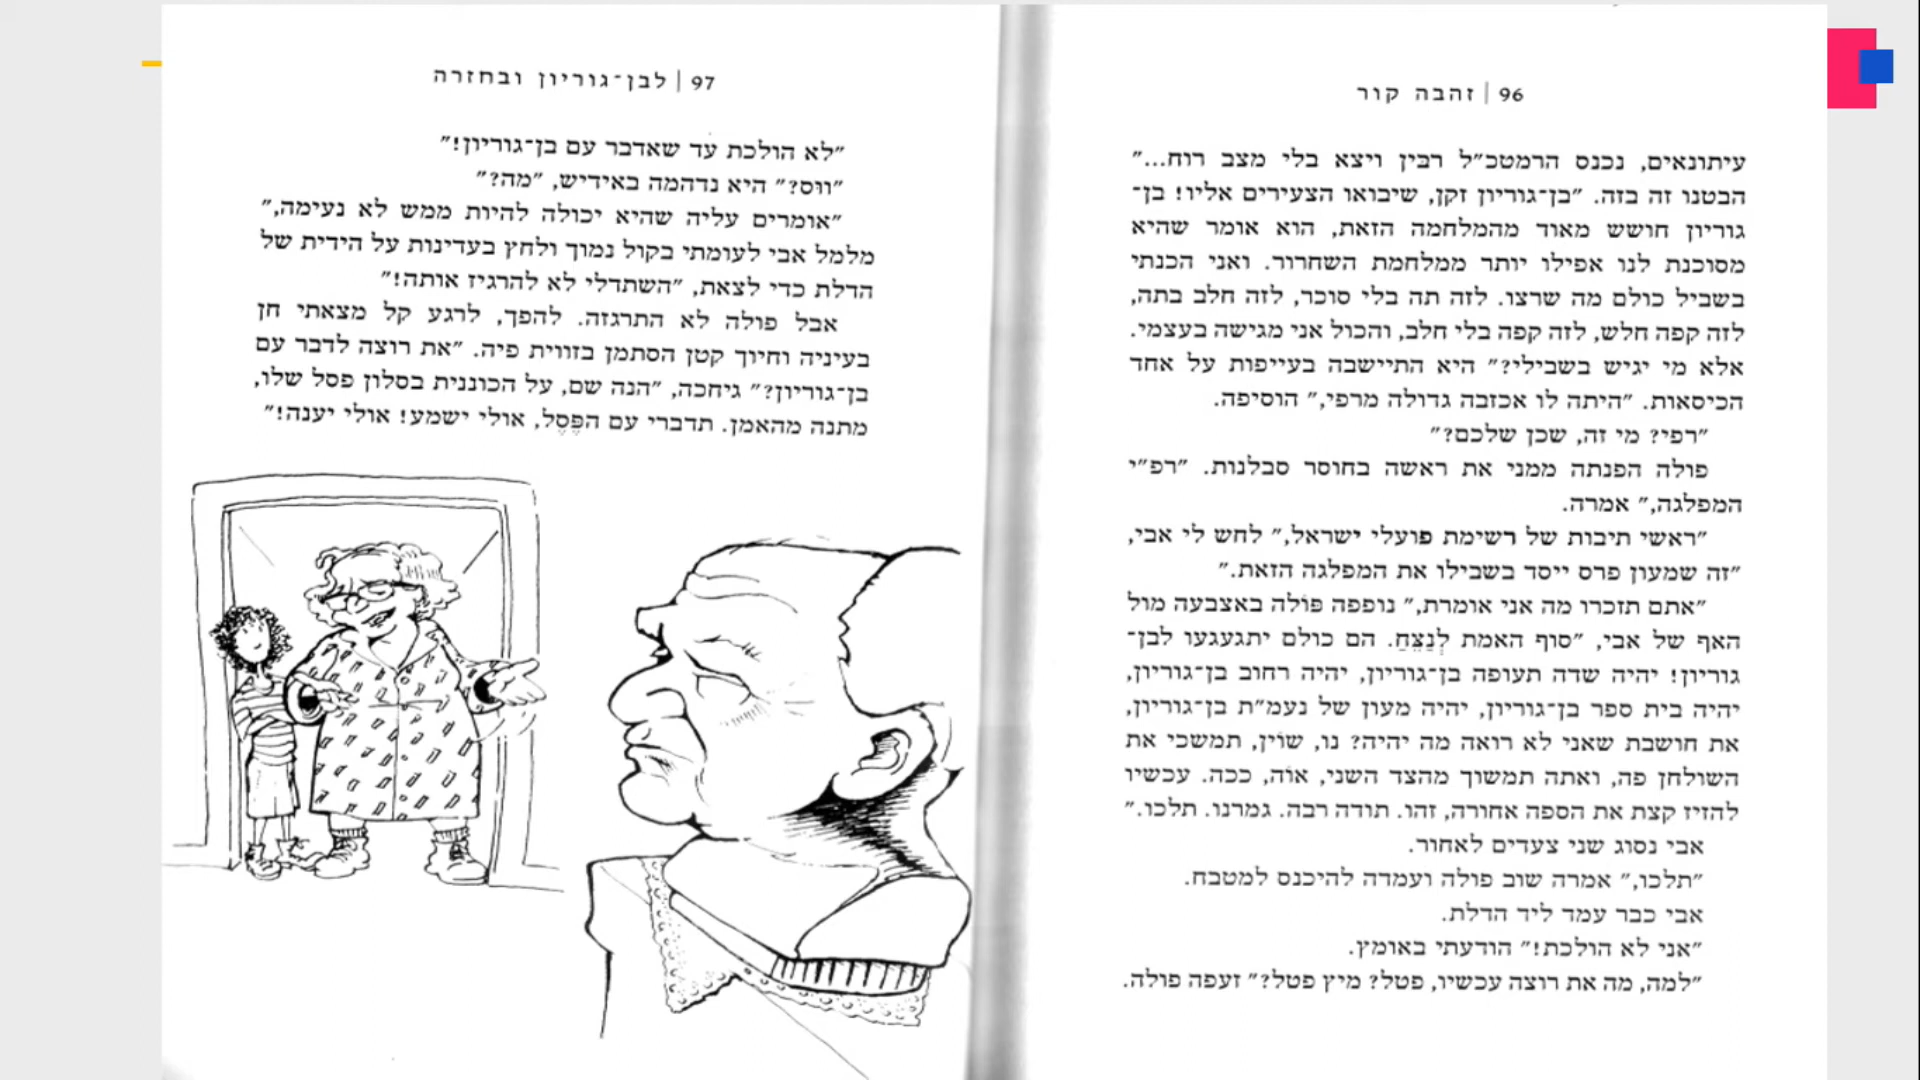 96 | זהבה קור
עיתונאים, נכנס הרמטכ״ל רבין ויצא בלי מצב רוח...״
הבטנו זה בזה. ״בן־גוריון זקן, שיבואו הצעירים אליו! בן־
גוריון חושש מאוד מהמלחמה הזאת, הוא אומר שהיא
מסוכנת לנו אפילו יותר ממלחמת השחרור. ואני הכנתי
בשביל כולם מה שרצו. לזה תה בלי סוכר, לזה חלב בתה,
לזה קפה חלש, לזה קפה בלי חלב, והכול אני מגישה בעצמי.
אלא מי יגיש בשבילי?״ היא התיישבה בעייפות על אחד
הכיסאות. ״היתה לו אכזבה גדולה מרפי,״ הוסיפה.
״רפי? מי זה, שכן שלכם?״
פולה הפנתה ממני את ראשה בחוסר סבלנות. ״רפ״י
המפלגה,״ אמרה.
״ראשי תיבות של רשימת פועלי ישראל,״ לחש לי אבי,
״זה שמעון פרס ייסד בשבילו את המפלגה הזאת.״
״אתם תזכרו מה אני אומרת,״ נופפה פּוֹלה באצבעה מול
האף של אבי, ״סוף האמת לְנַצֵּחַ. הם כולם יתגעגעו לבן־
גוריון! יהיה שדה תעופה בן־גוריון, יהיה רחוב בן־גוריון,
יהיה בית ספר בן־גוריון, יהיה מעון של נעמ״ת בן־גוריון,
את חושבת שאני לא רואה מה יהיה? נו, שוֹין, תמשכי את
השולחן פה, ואתה תמשוך מהצד השני, אוֹה, ככה. עכשיו
להזיז קצת את הספה אחורה, זהו. תודה רבה. גמרנו. תלכו.״
אבי נסוג שני צעדים לאחור.
״תלכו,״ אמרה שוב פולה ועמדה להיכנס למטבח.
אבי כבר עמד ליד הדלת.
״אני לא הולכת!״ הודעתי באומץ.
״למה, מה את רוצה עכשיו, פטל? מיץ פטל?״ זעפה פולה.
97 | לבן־גוריון ובחזרה
״לא הולכת עד שאדבר עם בן־גוריון!״
״ווּס?״ היא נדהמה באידיש, ״מה?״
״אומרים עליה שהיא יכולה להיות ממש לא נעימה,״
מלמל אבי לעומתי בקול נמוך ולחץ בעדינות על הידית של
הדלת כדי לצאת, ״השתדלי לא להרגיז אותה!״
אבל פולה לא התרגזה. להפך, לרגע קל מצאתי חן
בעיניה וחיוך קטן הסתמן בזווית פיה. ״את רוצה לדבר עם
בן־גוריון?״ גיחכה, ״הנה שם, על הכוננית בסלון פסל שלו,
מתנה מהאמן. תדברי עם הפֶּסֶל, אולי ישמע! אולי יענה!״